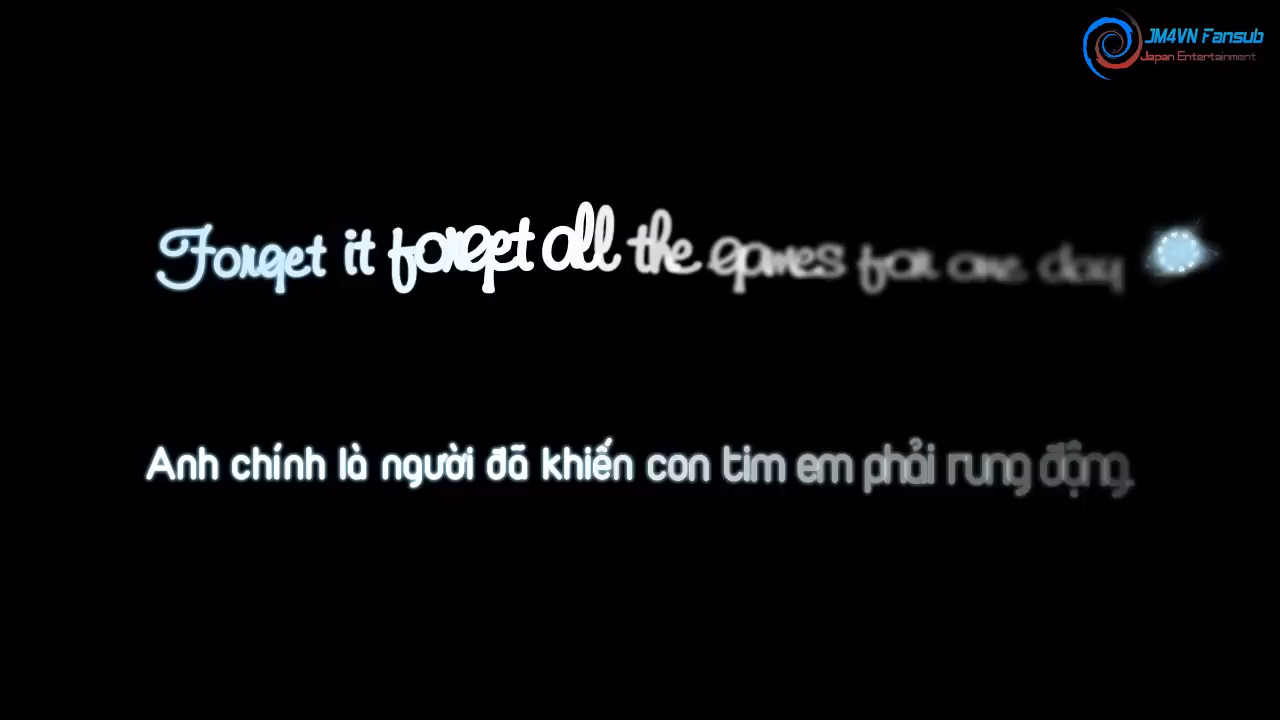 JM4VN Fansub
Japan Entertainment
Forget it forget all the games for one day
Anh chính là người đã khiến con tim em phải rung động.